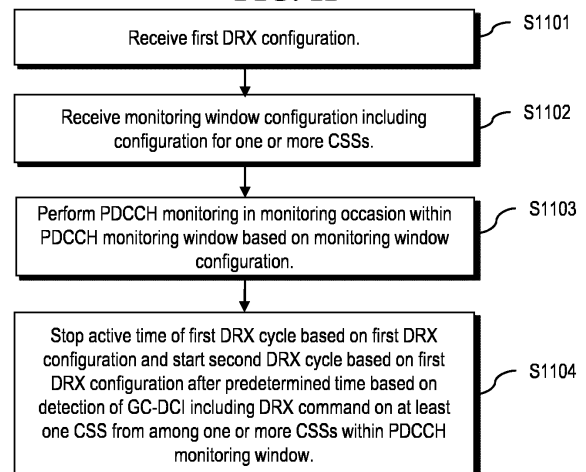 Receive first DRX configuration.
S1101
Receive monitoring window configuration including
configuration for one or more CSSs.
S1102
Perform PDCCH monitoring in monitoring occasion within
PDCCH monitoring window based on monitoring window
configuration.
S1103
Stop active time of first DRX cycle based on first DRX
configuration and start second DRX cycle based on first
DRX configuration after predetermined time based on
detection of GC-DCI including DRX command on at least
one CSS from among one or more CSSs within PDCCH
monitoring window.
S1104